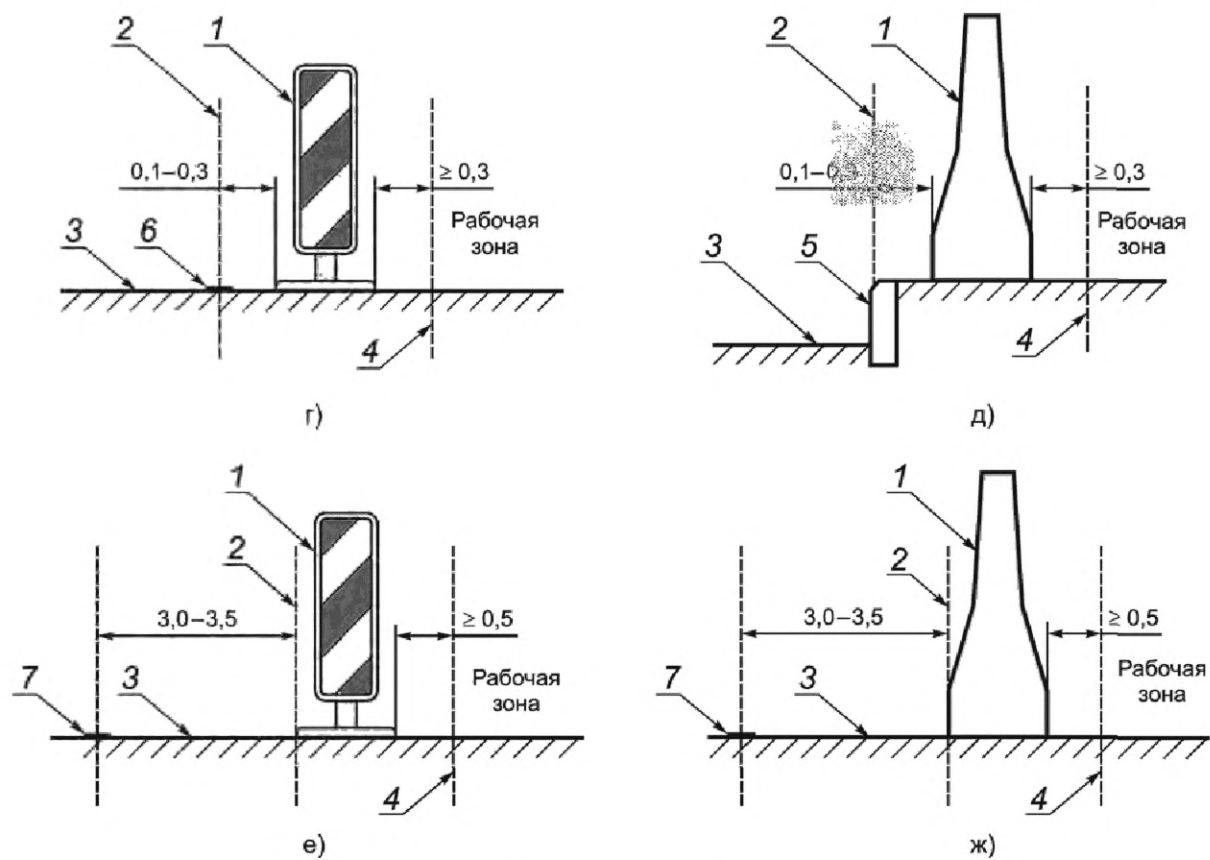 2
1
0,1–0,3
≥ 0,3
Рабочая
зона
3
6
4
г)
2
1
≥ 0,3
Рабочая
зона
3
5
4
д)
1
2
3,0–3,5
≥ 0,5
Рабочая
зона
7
3
4
е)
1
2
3,0–3,5
≥ 0,5
Рабочая
зона
7
3
4
ж)